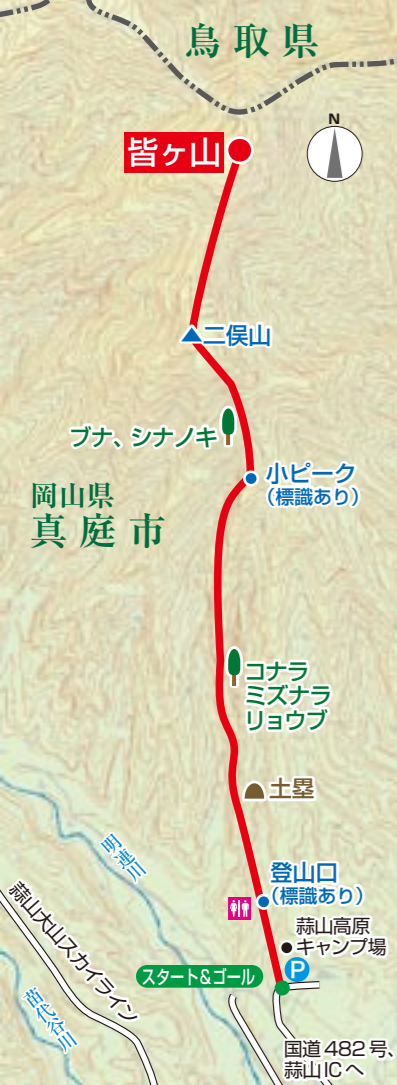 鳥取県
N
皆ヶ山
二俣山
ブナ、シナノキ
小ピーク
(標識あり)
岡山県
真庭市
コナラ
ミズナラ
リョウブ
土塁
明連川
登山口
(標識あり)
蒜山高原
キャンプ場
P
蒜山大山スカイライン
スタート&ゴール
苗代谷川
国道482号、
蒜山ICへ